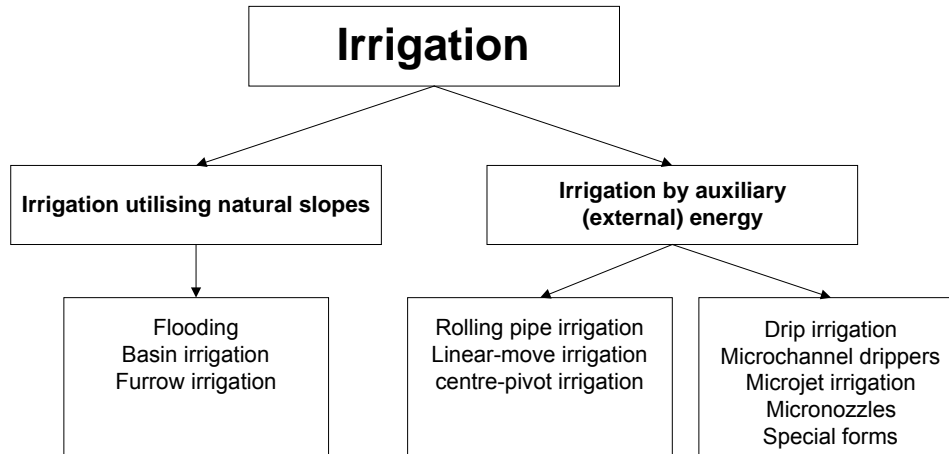 Irrigation
Irrigation utilising natural slopes
Irrigation by auxiliary
(external) energy
Flooding
Basin irrigation
Furrow irrigation
Rolling pipe irrigation
Linear-move irrigation
centre-pivot irrigation
Drip irrigation
Microchannel drippers
Microjet irrigation
Micronozzles
Special forms